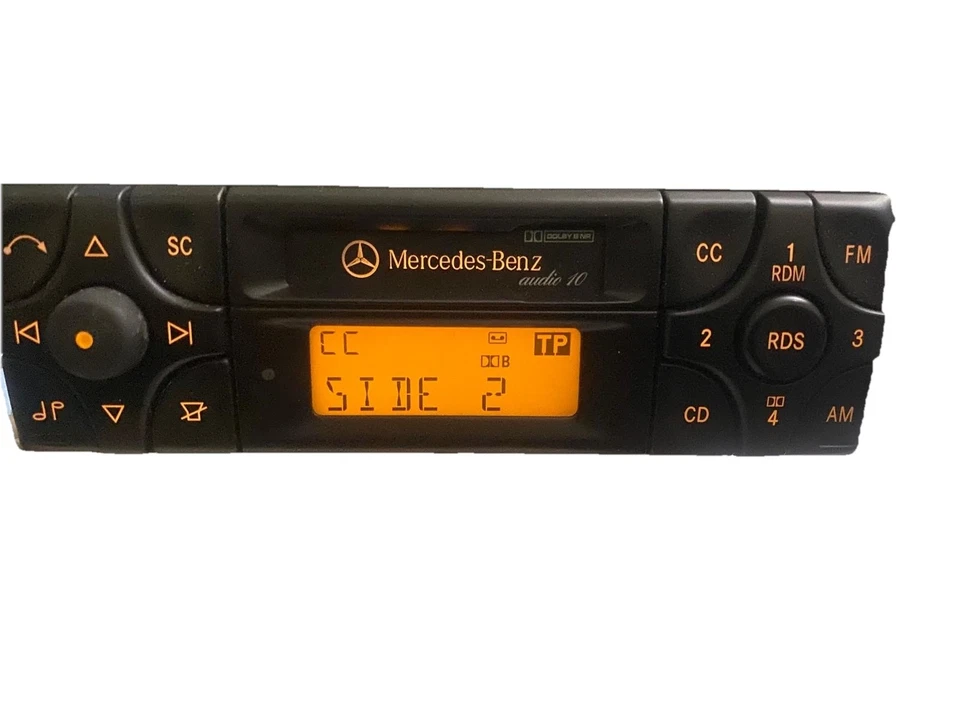 SC
DOLBY B NR
Mercedes-Benz
audio 10
CC
TP
B
SIDE 2
CC
1
RDM
FM
2
RDS
3
CD
4
AM